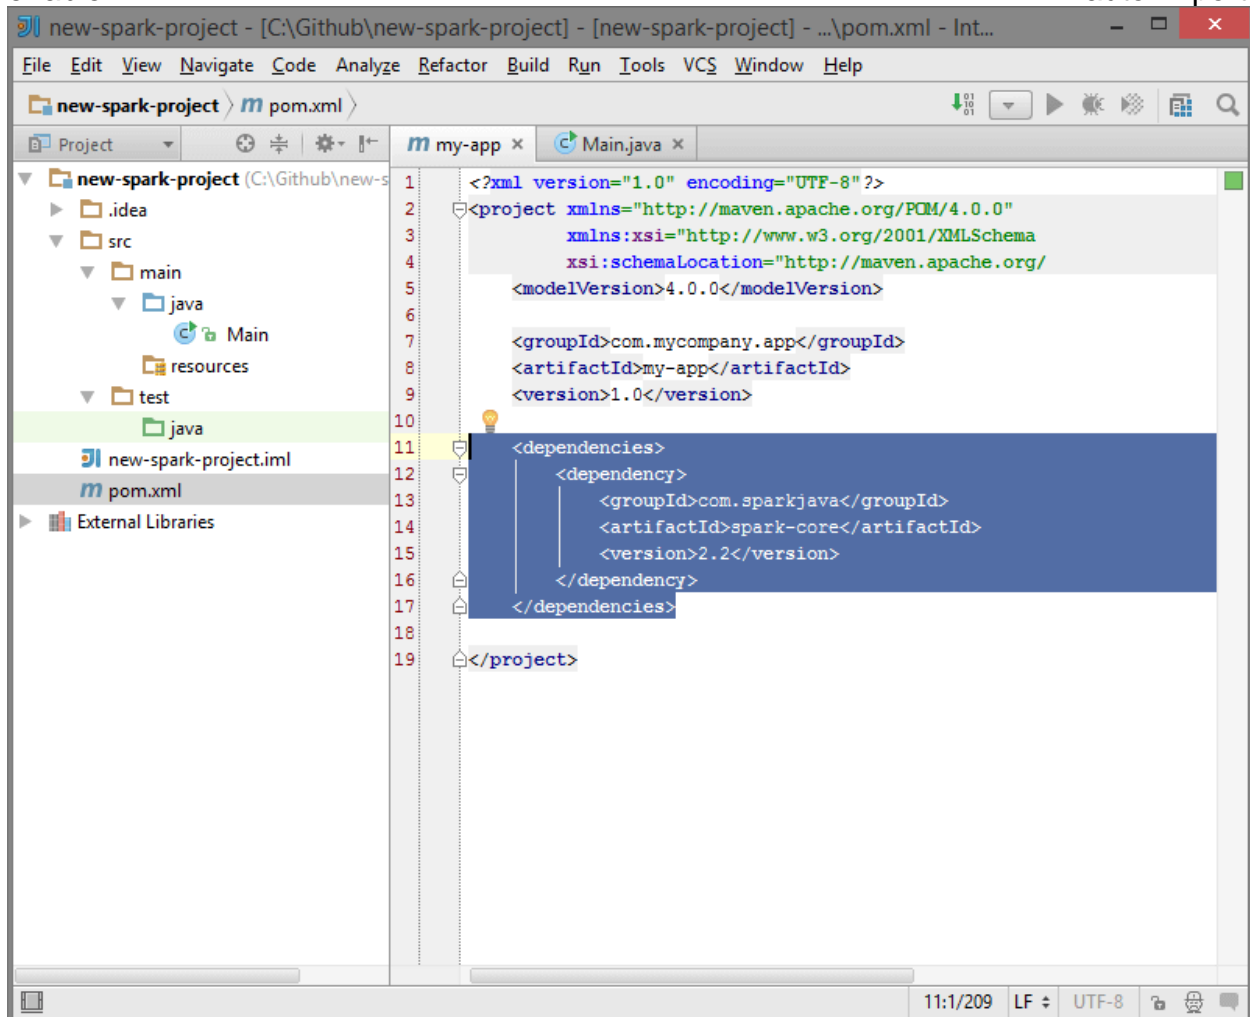 new-spark-project - [C:\Github\new-spark-project] - [new-spark-project] - ...\pom.xml - Int...
File Edit View Navigate Code Analyze Refactor Build Run Tools VCS Window Help
new-spark-project pom.xml
Project
my-app
Main.java
new-spark-project (C:\Github\new-s
.idea
src
main
java
Main
resources
test
java
new-spark-project.iml
pom.xml
External Libraries
1 <?xml version="1.0" encoding="UTF-8"?>
2 <project xmlns="http://maven.apache.org/POM/4.0.0"
3 xmlns:xsi="http://www.w3.org/2001/XMLSchema
4 xsi:schemaLocation="http://maven.apache.org/
5 <modelVersion>4.0.0</modelVersion>
6
7 <groupId>com.mycompany.app</groupId>
8 <artifactId>my-app</artifactId>
9 <version>1.0</version>
10
11 <dependencies>
12 <dependency>
13 <groupId>com.sparkjava</groupId>
14 <artifactId>spark-core</artifactId>
15 <version>2.2</version>
16 </dependency>
17 </dependencies>
18
19 </project>
11:1/209 LF UTF-8